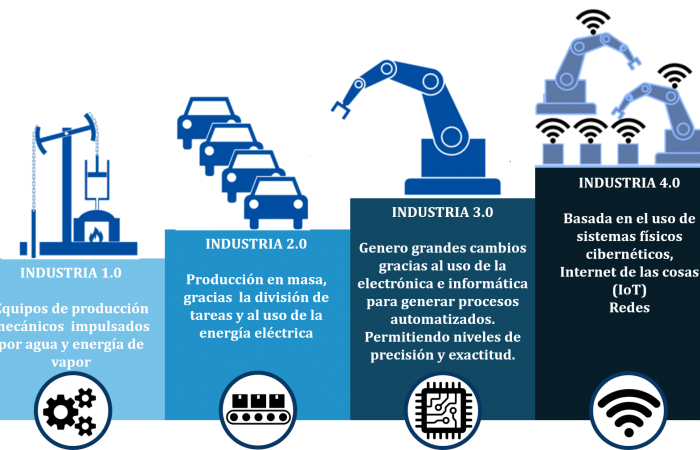 INDUSTRIA 1.0
Equipos de producción
mecánicos impulsados
por agua y energía de
vapor
INDUSTRIA 2.0
Producción en masa,
gracias la división de
tareas y al uso de la
energía eléctrica
INDUSTRIA 3.0
Genero grandes cambios
gracias al uso de la
electrónica e informática
para generar procesos
automatizados.
Permitiendo niveles de
precisión y exactitud.
INDUSTRIA 4.0
Basada en el uso de
sistemas físicos
cibernéticos,
Internet de las cosas
(IoT)
Redes